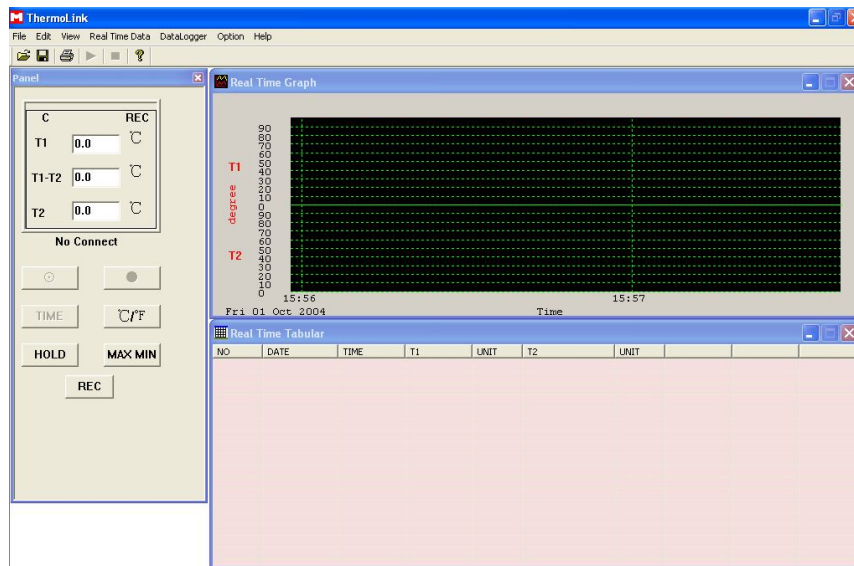 ThermoLink
File Edit View Real Time Data DataLogger Option Help
Panel
C REC
T1 0.0 ℃
T1-T2 0.0 ℃
T2 0.0 ℃
No Connect
TIME ℃/℉
HOLD MAX MIN
REC
Real Time Graph
T1
degree
T2
90
80
70
60
50
40
30
20
10
0
90
80
70
60
50
40
30
20
10
0
15:56 15:57
Fri 01 Oct 2004 Time
Real Time Tabular
NO DATE TIME T1 UNIT T2 UNIT